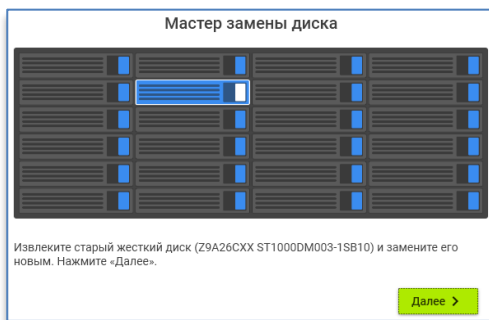 Мастер замены диска
Извлеките старый жесткий диск (Z9A26CXX ST1000DM003-1SB10) и замените его
новым. Нажмите «Далее».
Далее